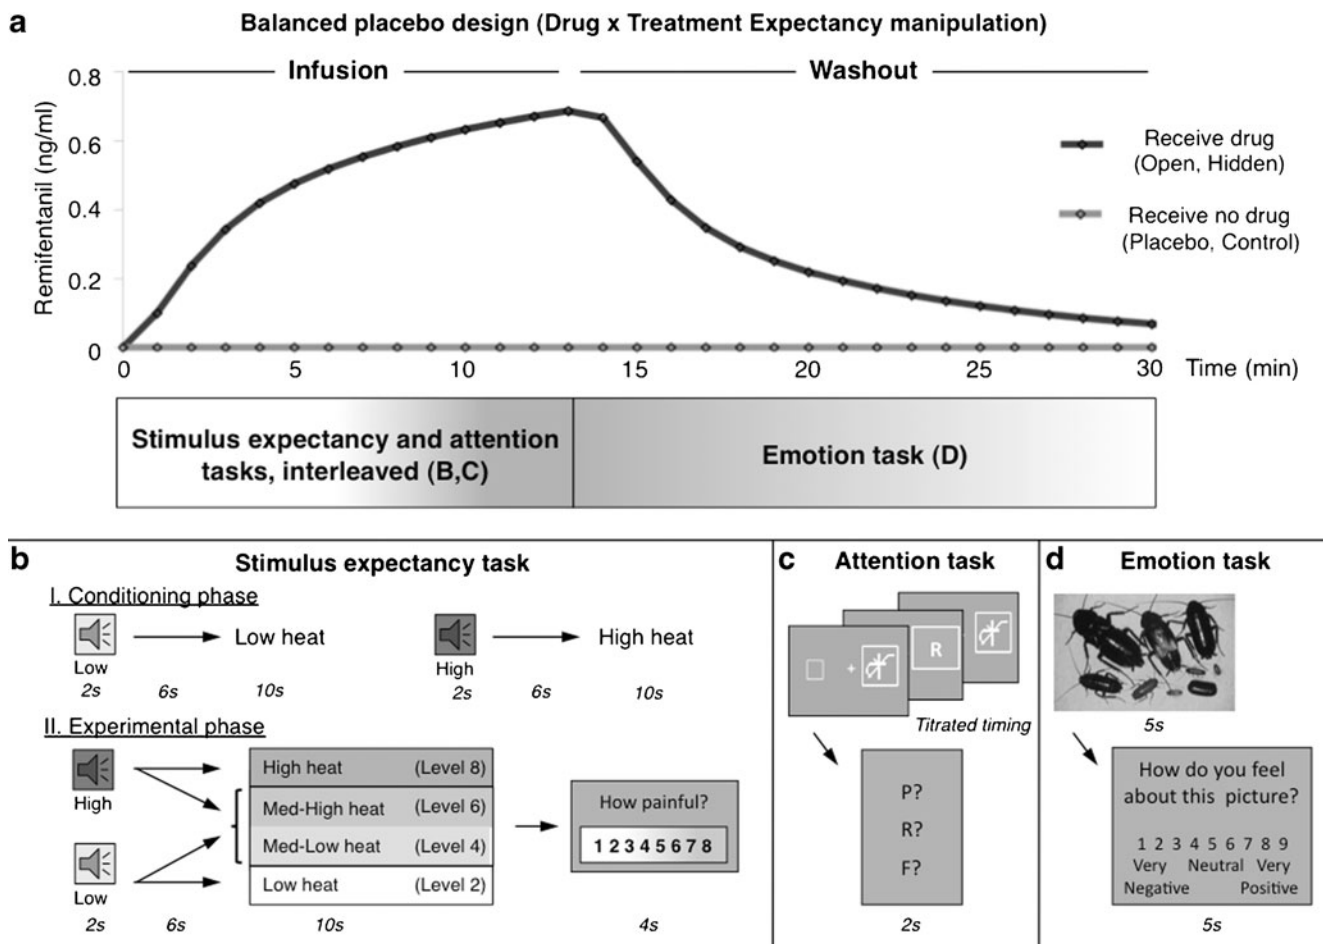 a
Balanced placebo design (Drug x Treatment Expectancy manipulation)
Infusion
Washout
Remifentanil (ng/ml)
0.8
0.6
0.4
0.2
0
Receive drug
(Open, Hidden)
Receive no drug
(Placebo, Control)
0 5 10 15 20 25 30 Time (min)
Stimulus expectancy and attention
tasks, interleaved (B,C)
Emotion task (D)
b
Stimulus expectancy task
I. Conditioning phase
Low heat
Low
2s 6s 10s
High heat
High
2s 6s 10s
II. Experimental phase
High
Low
High heat (Level 8)
Med-High heat (Level 6)
Med-Low heat (Level 4)
Low heat (Level 2)
How painful?
1 2 3 4 5 6 7 8
2s 6s 10s 4s
c
Attention task
+
R
Titrated timing
P?
R?
F?
2s
d
Emotion task
5s
How do you feel
about this picture?
1 2 3 4 5 6 7 8 9
Very Neutral Very
Negative Positive
5s